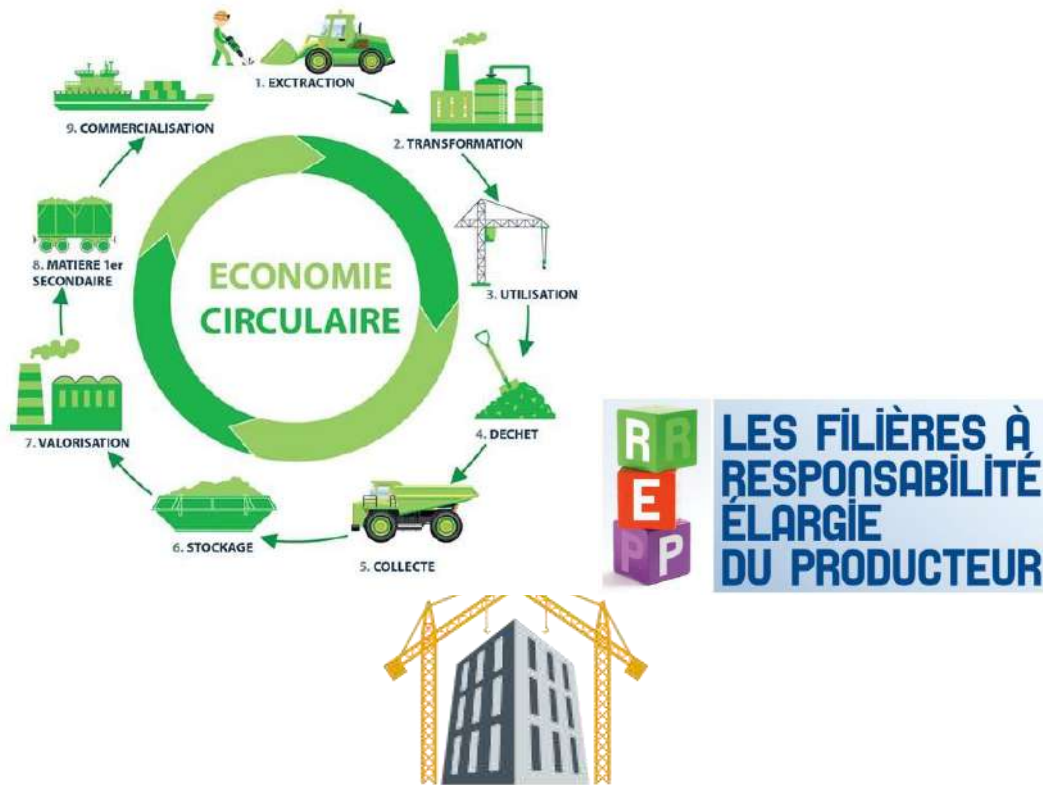 1. EXCTRACTION
2. TRANSFORMATION
3. UTILISATION
4. DECHET
5. COLLECTE
6. STOCKAGE
7. VALORISATION
8. MATIERE 1er
SECONDAIRE
9. COMMERCIALISATION
ECONOMIE
CIRCULAIRE
R R
E
P P
LES FILIÈRES À
RESPONSABILITÉ
ÉLARGIE
DU PRODUCTEUR